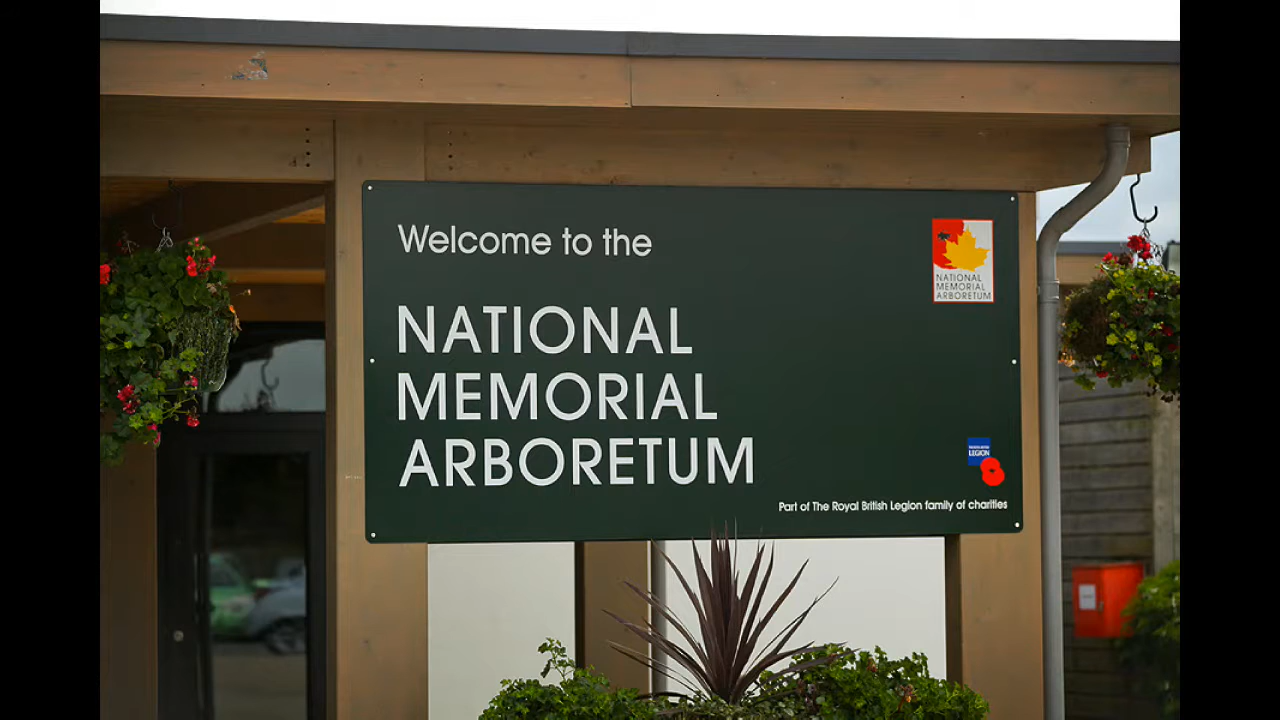 Welcome to the
NATIONAL
MEMORIAL
ARBORETUM
NATIONAL
MEMORIAL
ARBORETUM
LEGION
Part of The Royal British Legion family of charities